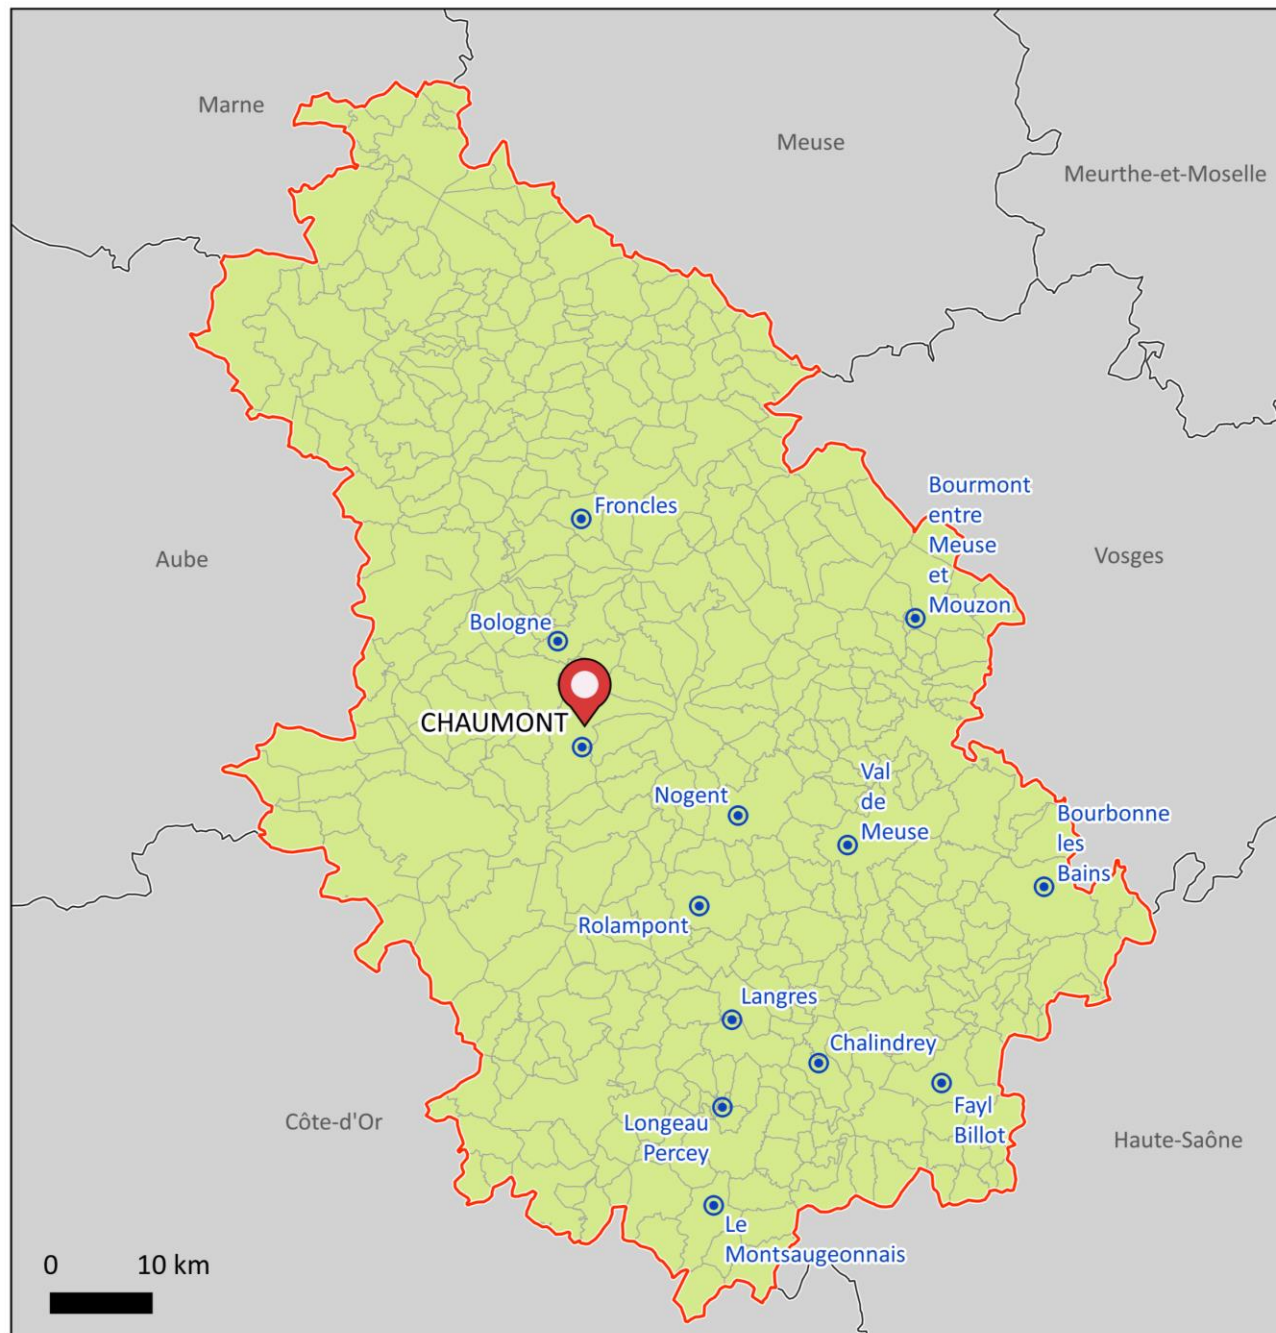 Marne
Meuse
Meurthe-et-Moselle
Bourmont
entre
Meuse
et
Mouzon
Froncles
Aube
Vosges
Bologne
CHAUMONT
Val
de
Meuse
Nogent
Bourbonne
les
Bains
Rolampont
Langres
Chalindrey
Fayl
Billot
Longeau
Percey
Côte-d'Or
Haute-Saône
Le
Montsaugeonnais
0 10 km